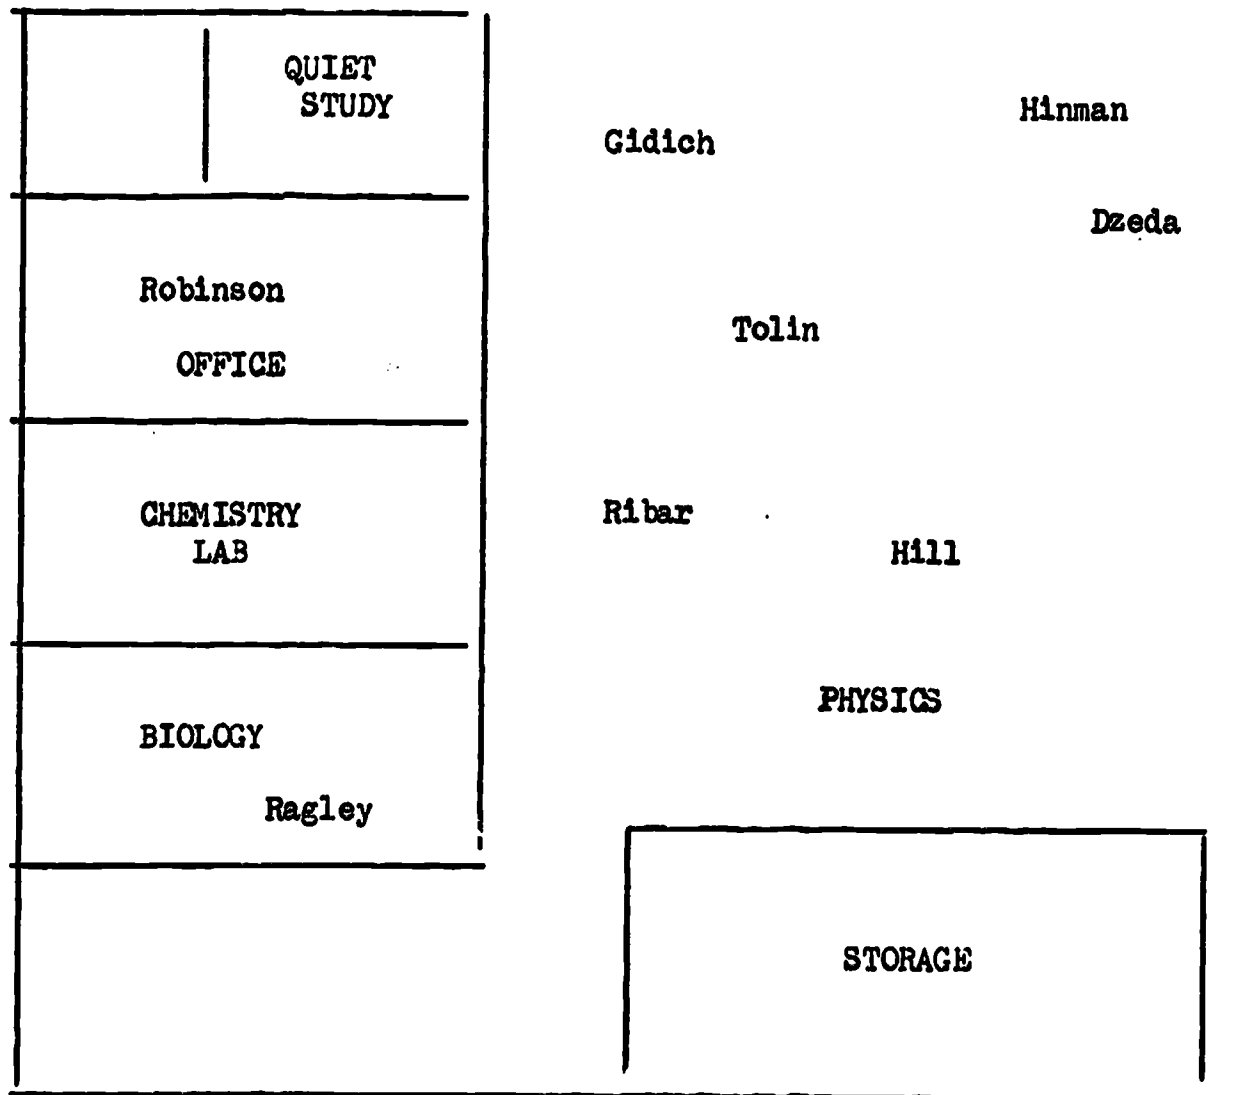 QUIET
STUDY
Hinman
Gidich
Dzeda
Robinson
Tolin
OFFICE
CHEMISTRY
LAB
Ribar
Hill
PHYSICS
BIOLOGY
Ragley
STORAGE